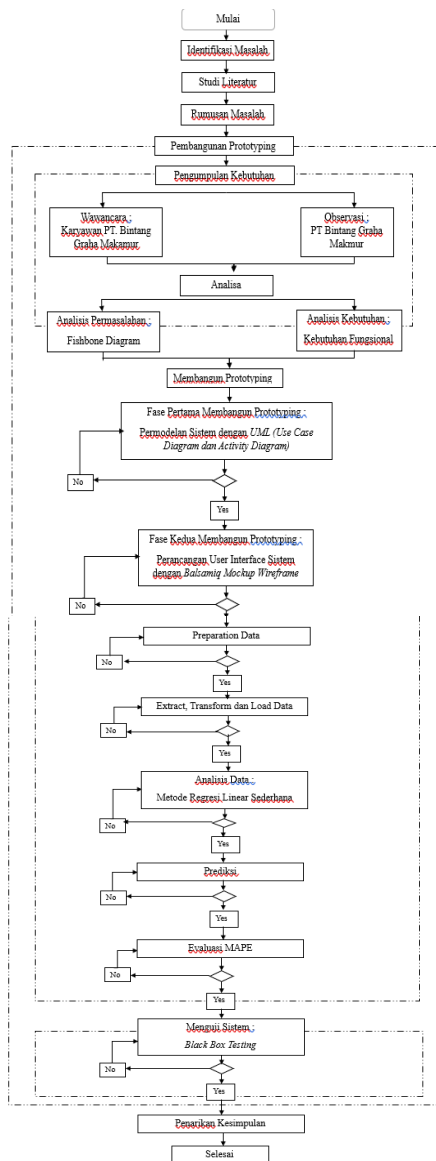 Mulai
Identifikasi Masalah
Studi Literatur
Rumusan Masalah
Pembangunan Prototyping
Pengumpulan Kebutuhan
Wawancara :
Karyawan PT. Bintang
Graha Makamur
Observasi :
PT Bintang Graha
Makmur
Analisa
Analisis Permasalahan :
Fishbone Diagram
Analisis Kebutuhan :
Kebutuhan Fungsional
Membangun Prototyping
Fase Pertama Membangun Prototyping :
Permodelan Sistem dengan UML (Use Case
Diagram dan Activity Diagram)
No
Yes
Fase Kedua Membangun Prototyping :
Perancangan User Interface Sistem
dengan Balsamiq Mockup Wireframe
No
Preparation Data
No
Yes
Extract, Transform dan Load Data
No
Yes
Analisis Data :
Metode Regresi Linear Sederhana
No
Yes
Prediksi
No
Yes
Evaluasi MAPE
No
Yes
Menguji Sistem :
Black Box Testing
No
Yes
Penarikan Kesimpulan
Selesai